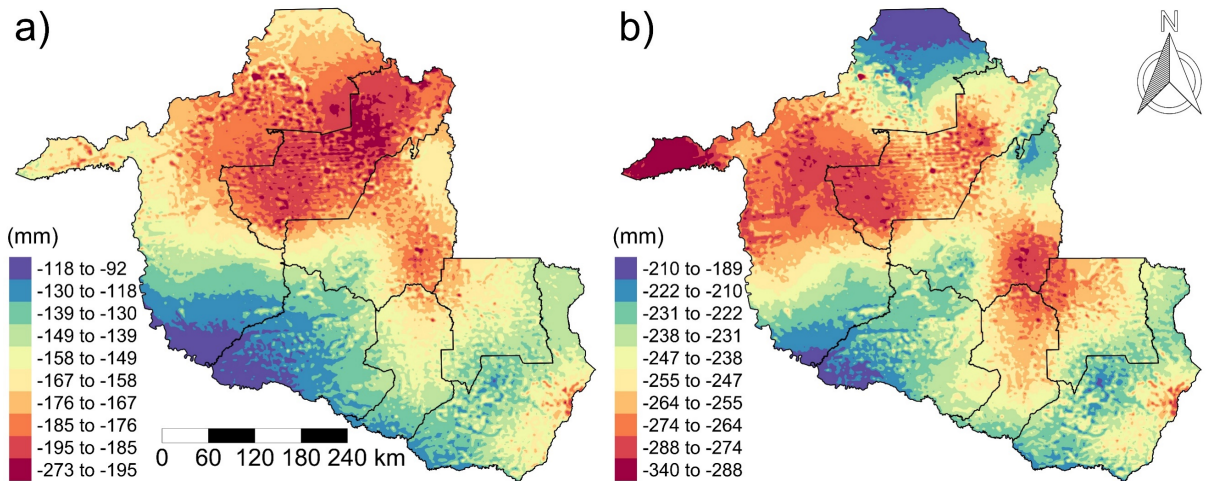 a)
b)
N
(mm)
-118 to -92
-130 to -118
-139 to -130
-149 to -139
-158 to -149
-167 to -158
-176 to -167
-185 to -176
-195 to -185
-273 to -195
0 60 120 180 240 km
(mm)
-210 to -189
-222 to -210
-231 to -222
-238 to -231
-247 to -238
-255 to -247
-264 to -255
-274 to -264
-288 to -274
-340 to -288